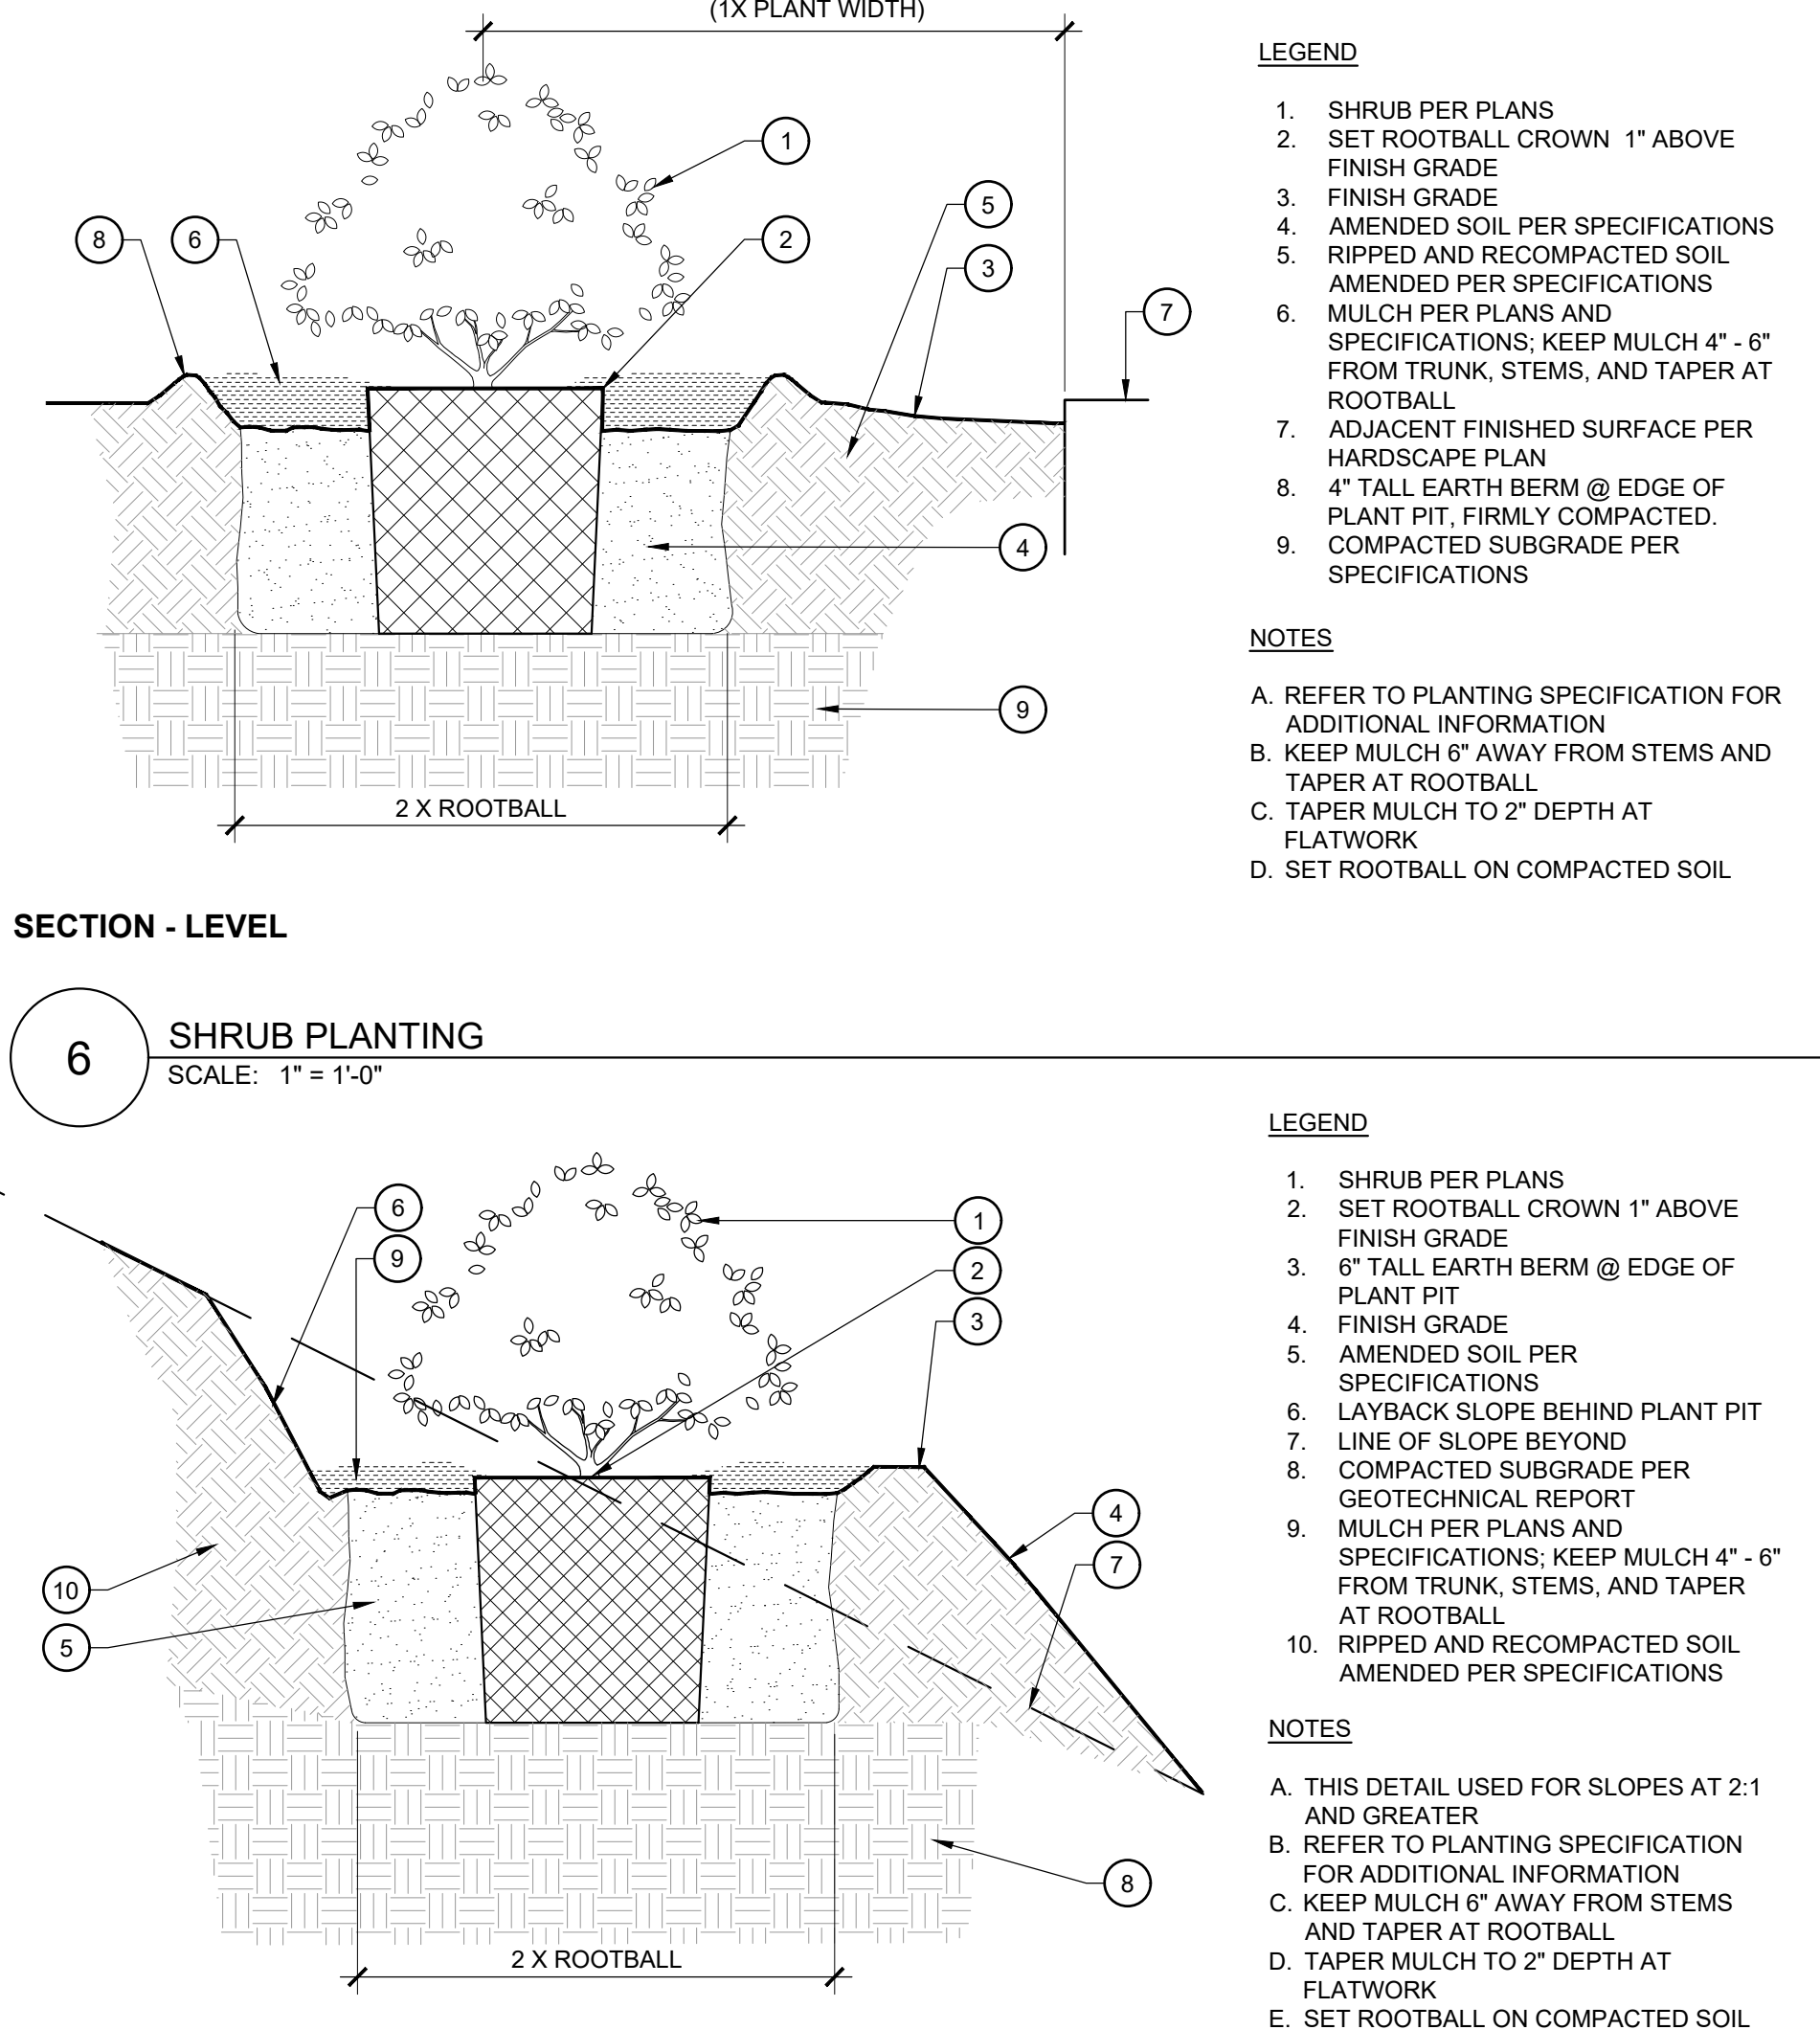 (1X PLANT WIDTH)
1
5
8
6
2
3
7
4
9
2 X ROOTBALL
LEGEND
1. SHRUB PER PLANS
2. SET ROOTBALL CROWN 1" ABOVE
FINISH GRADE
3. FINISH GRADE
4. AMENDED SOIL PER SPECIFICATIONS
5. RIPPED AND RECOMPACTED SOIL
AMENDED PER SPECIFICATIONS
6. MULCH PER PLANS AND
SPECIFICATIONS; KEEP MULCH 4" - 6"
FROM TRUNK, STEMS, AND TAPER AT
ROOTBALL
7. ADJACENT FINISHED SURFACE PER
HARDSCAPE PLAN
8. 4" TALL EARTH BERM @ EDGE OF
PLANT PIT, FIRMLY COMPACTED.
9. COMPACTED SUBGRADE PER
SPECIFICATIONS
NOTES
A. REFER TO PLANTING SPECIFICATION FOR
ADDITIONAL INFORMATION
B. KEEP MULCH 6" AWAY FROM STEMS AND
TAPER AT ROOTBALL
C. TAPER MULCH TO 2" DEPTH AT
FLATWORK
D. SET ROOTBALL ON COMPACTED SOIL
SECTION - LEVEL
6
SHRUB PLANTING
SCALE: 1" = 1'-0"
6
1
9
2
3
4
7
10
5
8
2 X ROOTBALL
LEGEND
1. SHRUB PER PLANS
2. SET ROOTBALL CROWN 1" ABOVE
FINISH GRADE
3. 6" TALL EARTH BERM @ EDGE OF
PLANT PIT
4. FINISH GRADE
5. AMENDED SOIL PER
SPECIFICATIONS
6. LAYBACK SLOPE BEHIND PLANT PIT
7. LINE OF SLOPE BEYOND
8. COMPACTED SUBGRADE PER
GEOTECHNICAL REPORT
9. MULCH PER PLANS AND
SPECIFICATIONS; KEEP MULCH 4" - 6"
FROM TRUNK, STEMS, AND TAPER
AT ROOTBALL
10. RIPPED AND RECOMPACTED SOIL
AMENDED PER SPECIFICATIONS
NOTES
A. THIS DETAIL USED FOR SLOPES AT 2:1
AND GREATER
B. REFER TO PLANTING SPECIFICATION
FOR ADDITIONAL INFORMATION
C. KEEP MULCH 6" AWAY FROM STEMS
AND TAPER AT ROOTBALL
D. TAPER MULCH TO 2" DEPTH AT
FLATWORK
E. SET ROOTBALL ON COMPACTED SOIL